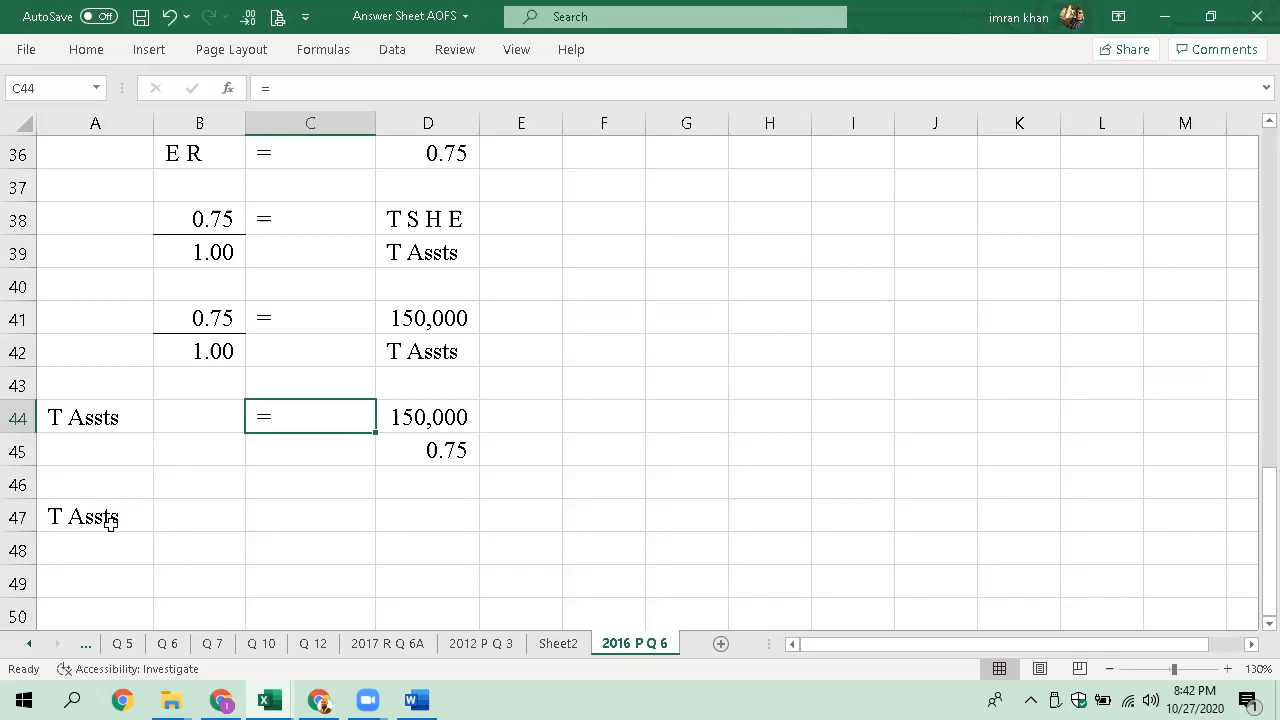 AutoSave Off Answer Sheet AOFS Search imran khan
File Home Insert Page Layout Formulas Data Review View Help Share Comments
C44 fx =
A B C D E F G H I J K L M
36 E R = 0.75
37
38 0.75 = T S H E
39 1.00 T Assts
40
41 0.75 = 150,000
42 1.00 T Assts
43
44 T Assts = 150,000
45 0.75
46
47 T Assts
48
49
50
... Q 5 Q 6 Q 7 Q 10 Q 12 2017 R Q 6A 2012 P Q 3 Sheet2 2016 P Q 6
Ready Accessibility: Investigate 130%
8:42 PM
10/27/2020